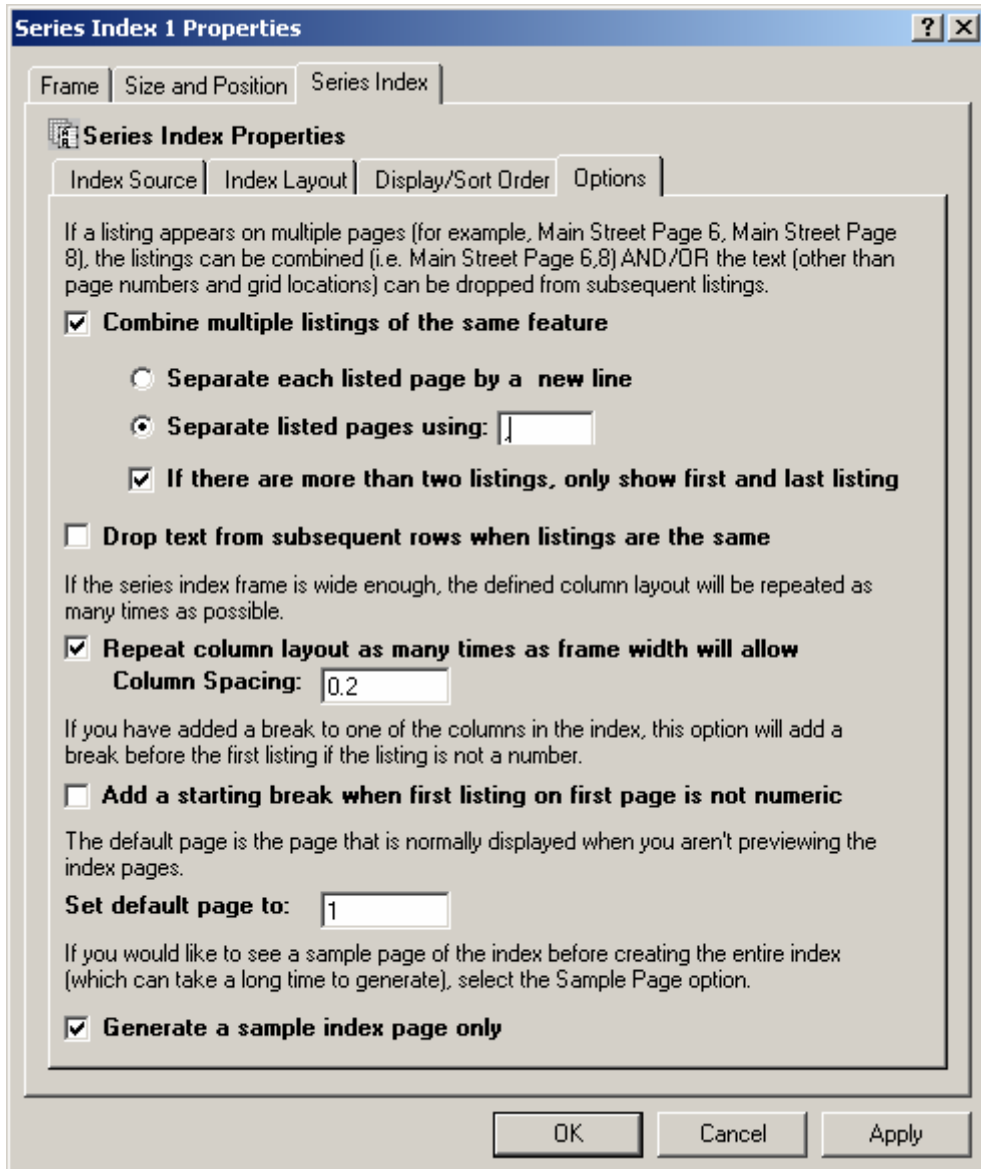 Series Index 1 Properties
Frame Size and Position Series Index
Series Index Properties
Index Source Index Layout Display/Sort Order Options
If a listing appears on multiple pages (for example, Main Street Page 6, Main Street Page
8), the listings can be combined (i.e. Main Street Page 6,8) AND/OR the text (other than
page numbers and grid locations) can be dropped from subsequent listings.
Combine multiple listings of the same feature
Separate each listed page by a new line
Separate listed pages using: ,
If there are more than two listings, only show first and last listing
Drop text from subsequent rows when listings are the same
If the series index frame is wide enough, the defined column layout will be repeated as
many times as possible.
Repeat column layout as many times as frame width will allow
Column Spacing: 0.2
If you have added a break to one of the columns in the index, this option will add a
break before the first listing if the listing is not a number.
Add a starting break when first listing on first page is not numeric
The default page is the page that is normally displayed when you aren't previewing the
index pages.
Set default page to: 1
If you would like to see a sample page of the index before creating the entire index
(which can take a long time to generate), select the Sample Page option.
Generate a sample index page only
OK Cancel Apply